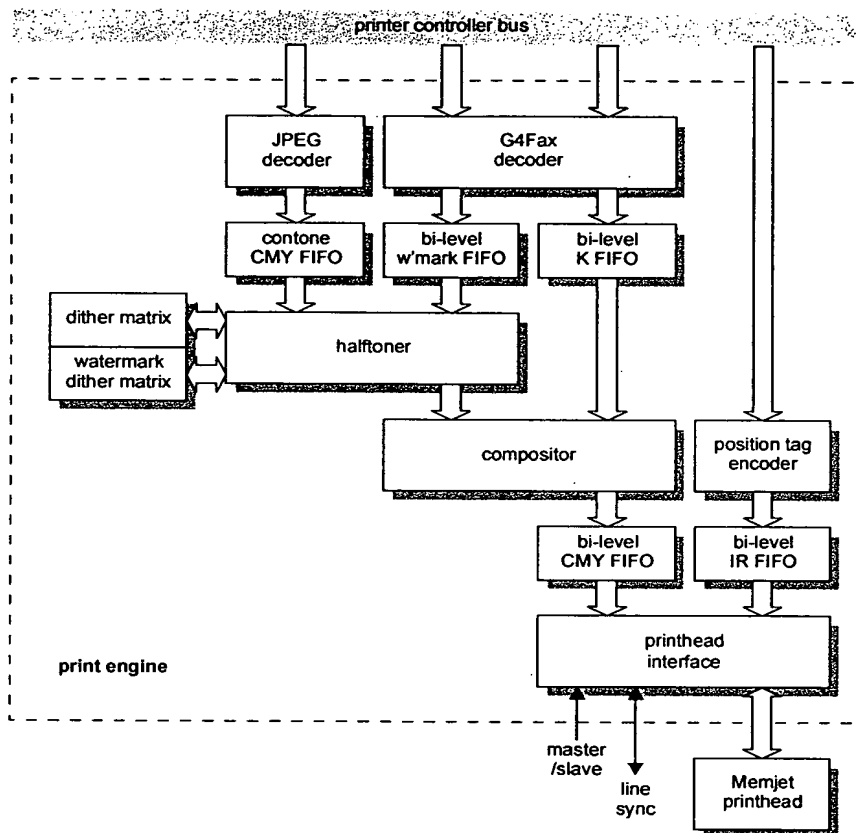 printer controller bus
JPEG
decoder
G4Fax
decoder
contone
CMY FIFO
bi-level
w'mark FIFO
bi-level
K FIFO
dither matrix
watermark
dither matrix
halftoner
compositor
position tag
encoder
bi-level
CMY FIFO
bi-level
IR FIFO
printhead
interface
print engine
master
/slave
line
sync
Memjet
printhead